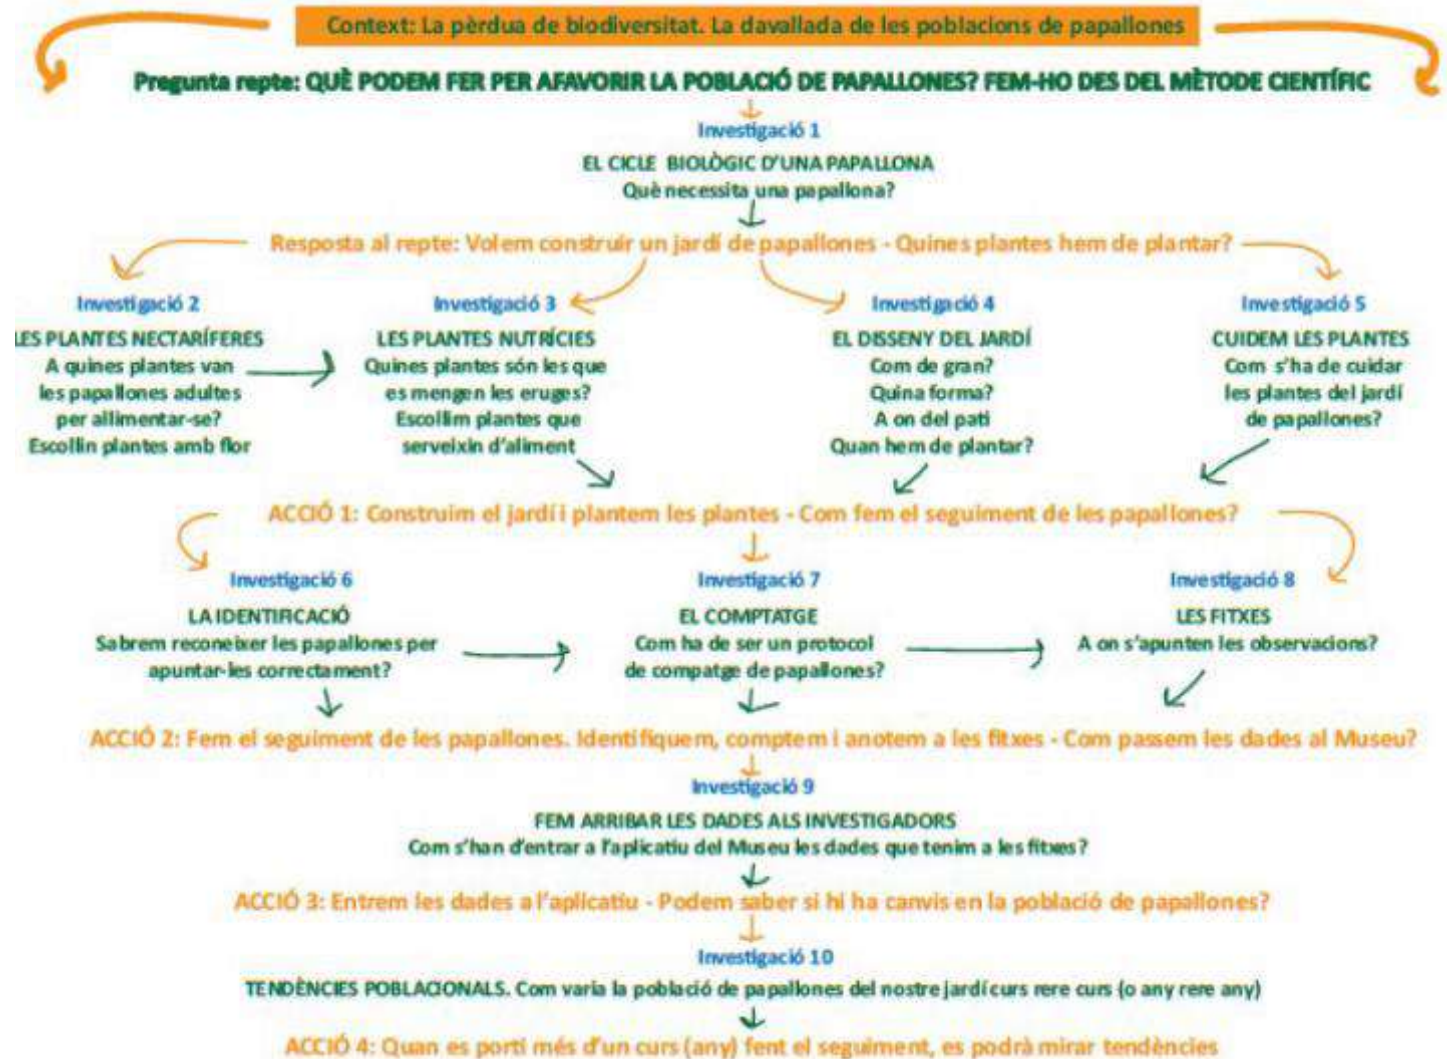 Context: La pèrdua de biodiversitat. La davallada de les poblacions de papallones
Pregunta repte: QUÈ PODEM FER PER AFAVORIR LA POBLACIÓ DE PAPALLONES? FEM-HO DES DEL MÈTODE CIENTÍFIC
Investigació 1
EL CICLE BIOLÒGIC D'UNA PAPALLONA
Què necessita una papallona?
Resposta al repte: Volem construir un jardí de papallones - Quines plantes hem de plantar?
Investigació 2
LES PLANTES NECTARÍFERES
A quines plantes van
les papallones adultes
per allimentar-se?
Escollin plantes amb flor
Investigació 3
LES PLANTES NUTRÍCIES
Quines plantes són les que
es mengen les eruges?
Escollim plantes que
serveixin d'aliment
Investigació 4
EL DISSENY DEL JARDÍ
Com de gran?
Quina forma?
A on del pati
Quan hem de plantar?
Investigació 5
CUIDEM LES PLANTES
Com s'ha de cuidar
les plantes del jardí
de papallones?
ACCIÓ 1: Construim el jardí i plantem les plantes - Com fem el seguiment de les papallones?
Investigació 6
LA IDENTIFICACIÓ
Sabrem reconeixer les papallones per
apuntar-les correctament?
Investigació 7
EL COMPTATGE
Com ha de ser un protocol
de compatge de papallones?
Investigació 8
LES FITXES
A on s'apunten les observacions?
ACCIÓ 2: Fem el seguiment de les papallones. Identifiquem, comptem i anotem a les fitxes - Com passem les dades al Museu?
Investigació 9
FEM ARRIBAR LES DADES ALS INVESTIGADORS
Com s'han d'entrar a l'aplicatiu del Museu les dades que tenim a les fitxes?
ACCIÓ 3: Entrem les dades a l'aplicatiu - Podem saber si hi ha canvis en la població de papallones?
Investigació 10
TENDÈNCIES POBLACIONALS. Com varia la població de papallones del nostre jardí curs rere curs (o any rere any)
ACCIÓ 4: Quan es porti més d'un curs (any) fent el seguiment, es podrà mirar tendències